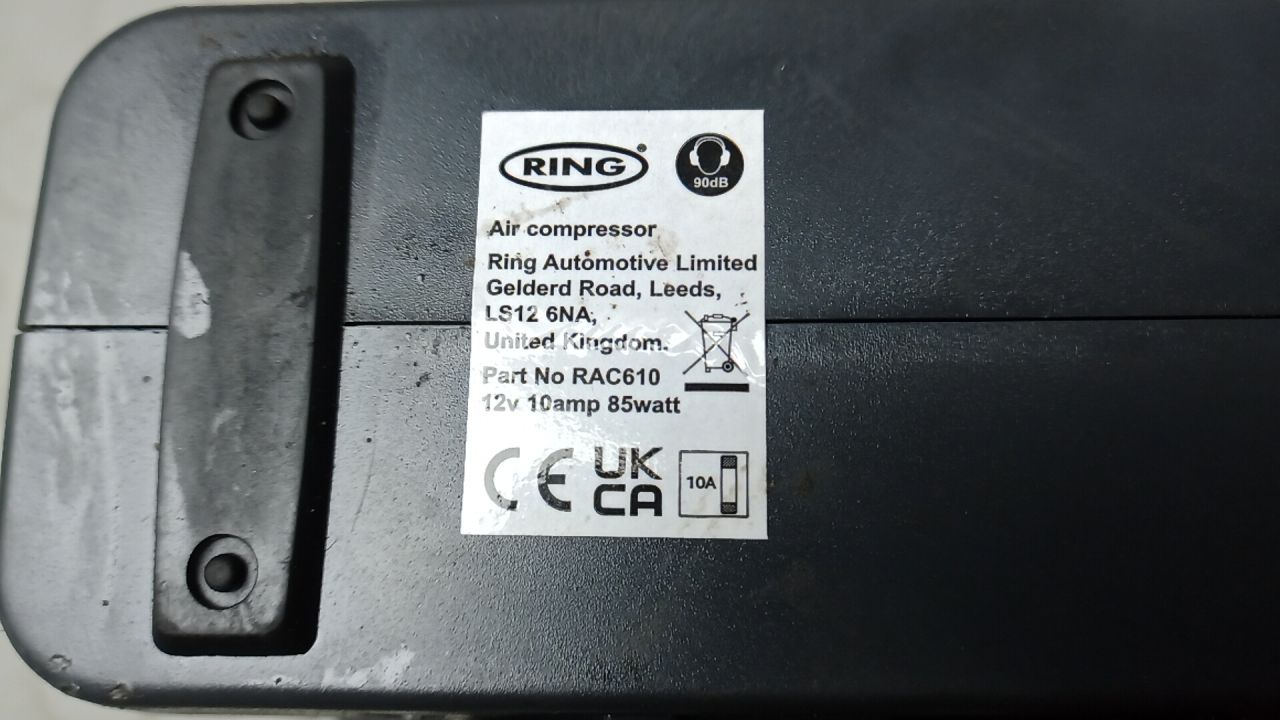 RING
90dB
Air compressor
Ring Automotive Limited
Gelderd Road, Leeds,
LS12 6NA,
United Kingdom.
Part No RAC610
12v 10amp 85watt
CE
UK
CA
10A